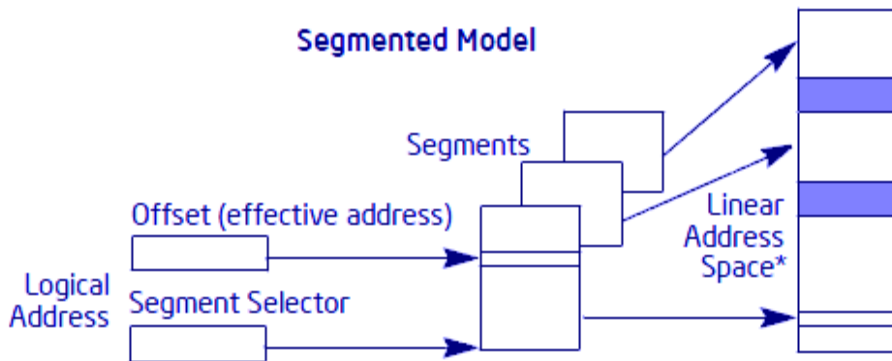 Segmented Model
Segments
Offset (effective address)
Logical
Address
Segment Selector
Linear
Address
Space*